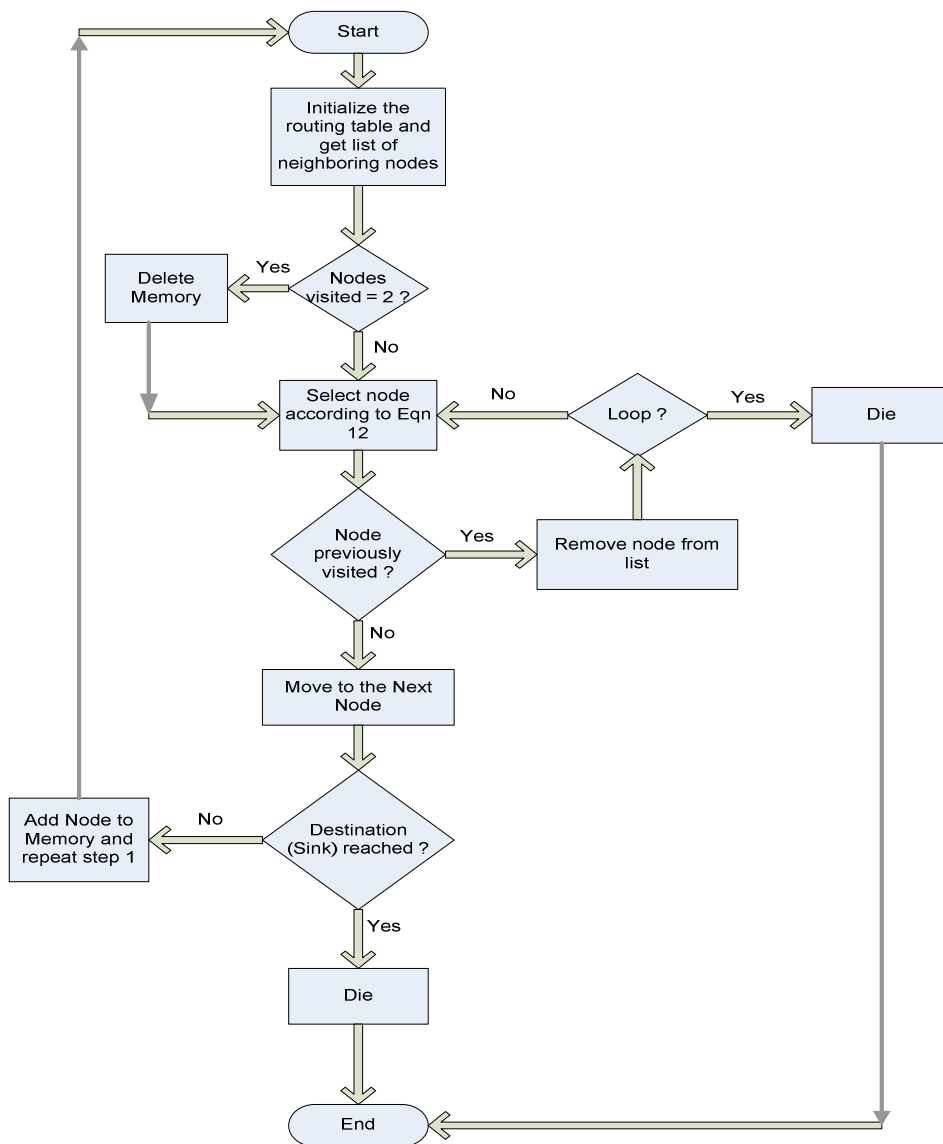 Start
Initialize the
routing table and
get list of
neighboring nodes
Yes
Delete
Memory
Nodes
visited = 2 ?
No
Select node
according to Eqn
12
No
Loop ?
Yes
Die
Node
previously
visited ?
Yes
Remove node from
list
No
Move to the Next
Node
Add Node to
Memory and
repeat step 1
No
Destination
(Sink) reached ?
Yes
Die
End